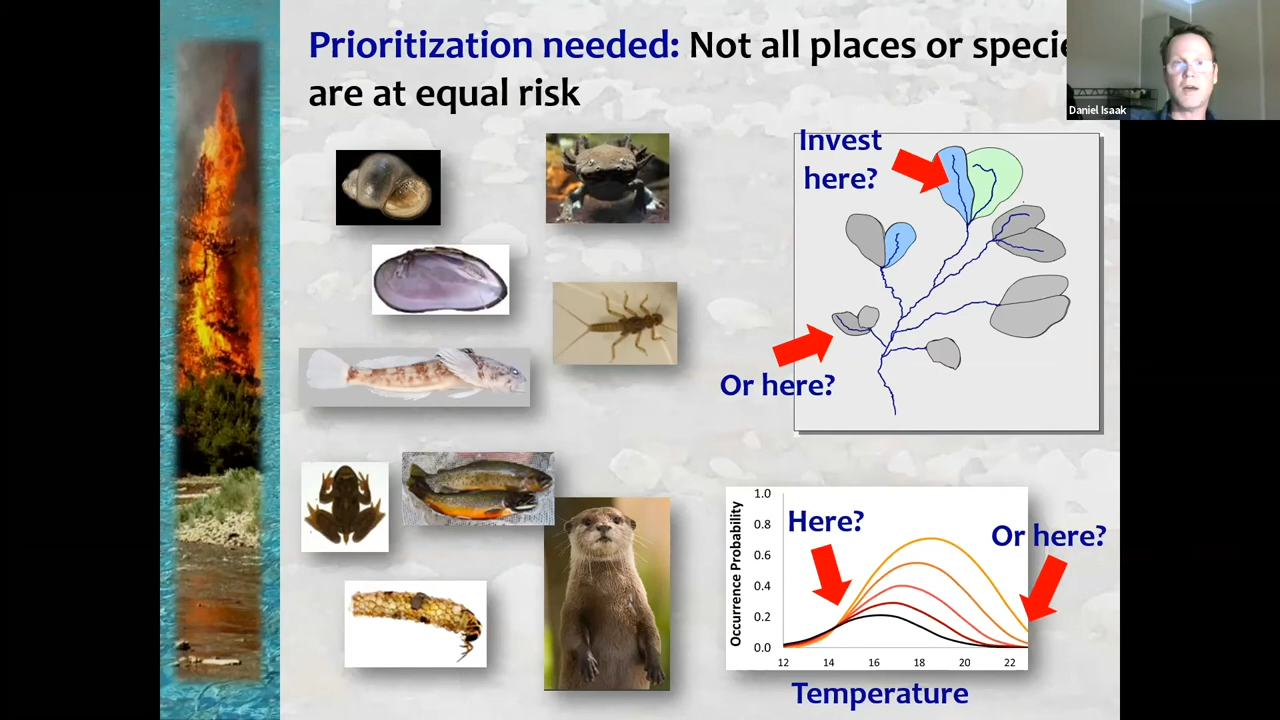 Prioritization needed: Not all places or specie
are at equal risk
Daniel Isaak
Invest
here?
Or here?
Occurrence Probability
1.0
0.8
0.6
0.4
0.2
0.0
Here?
Or here?
12 14 16 18 20 22
Temperature